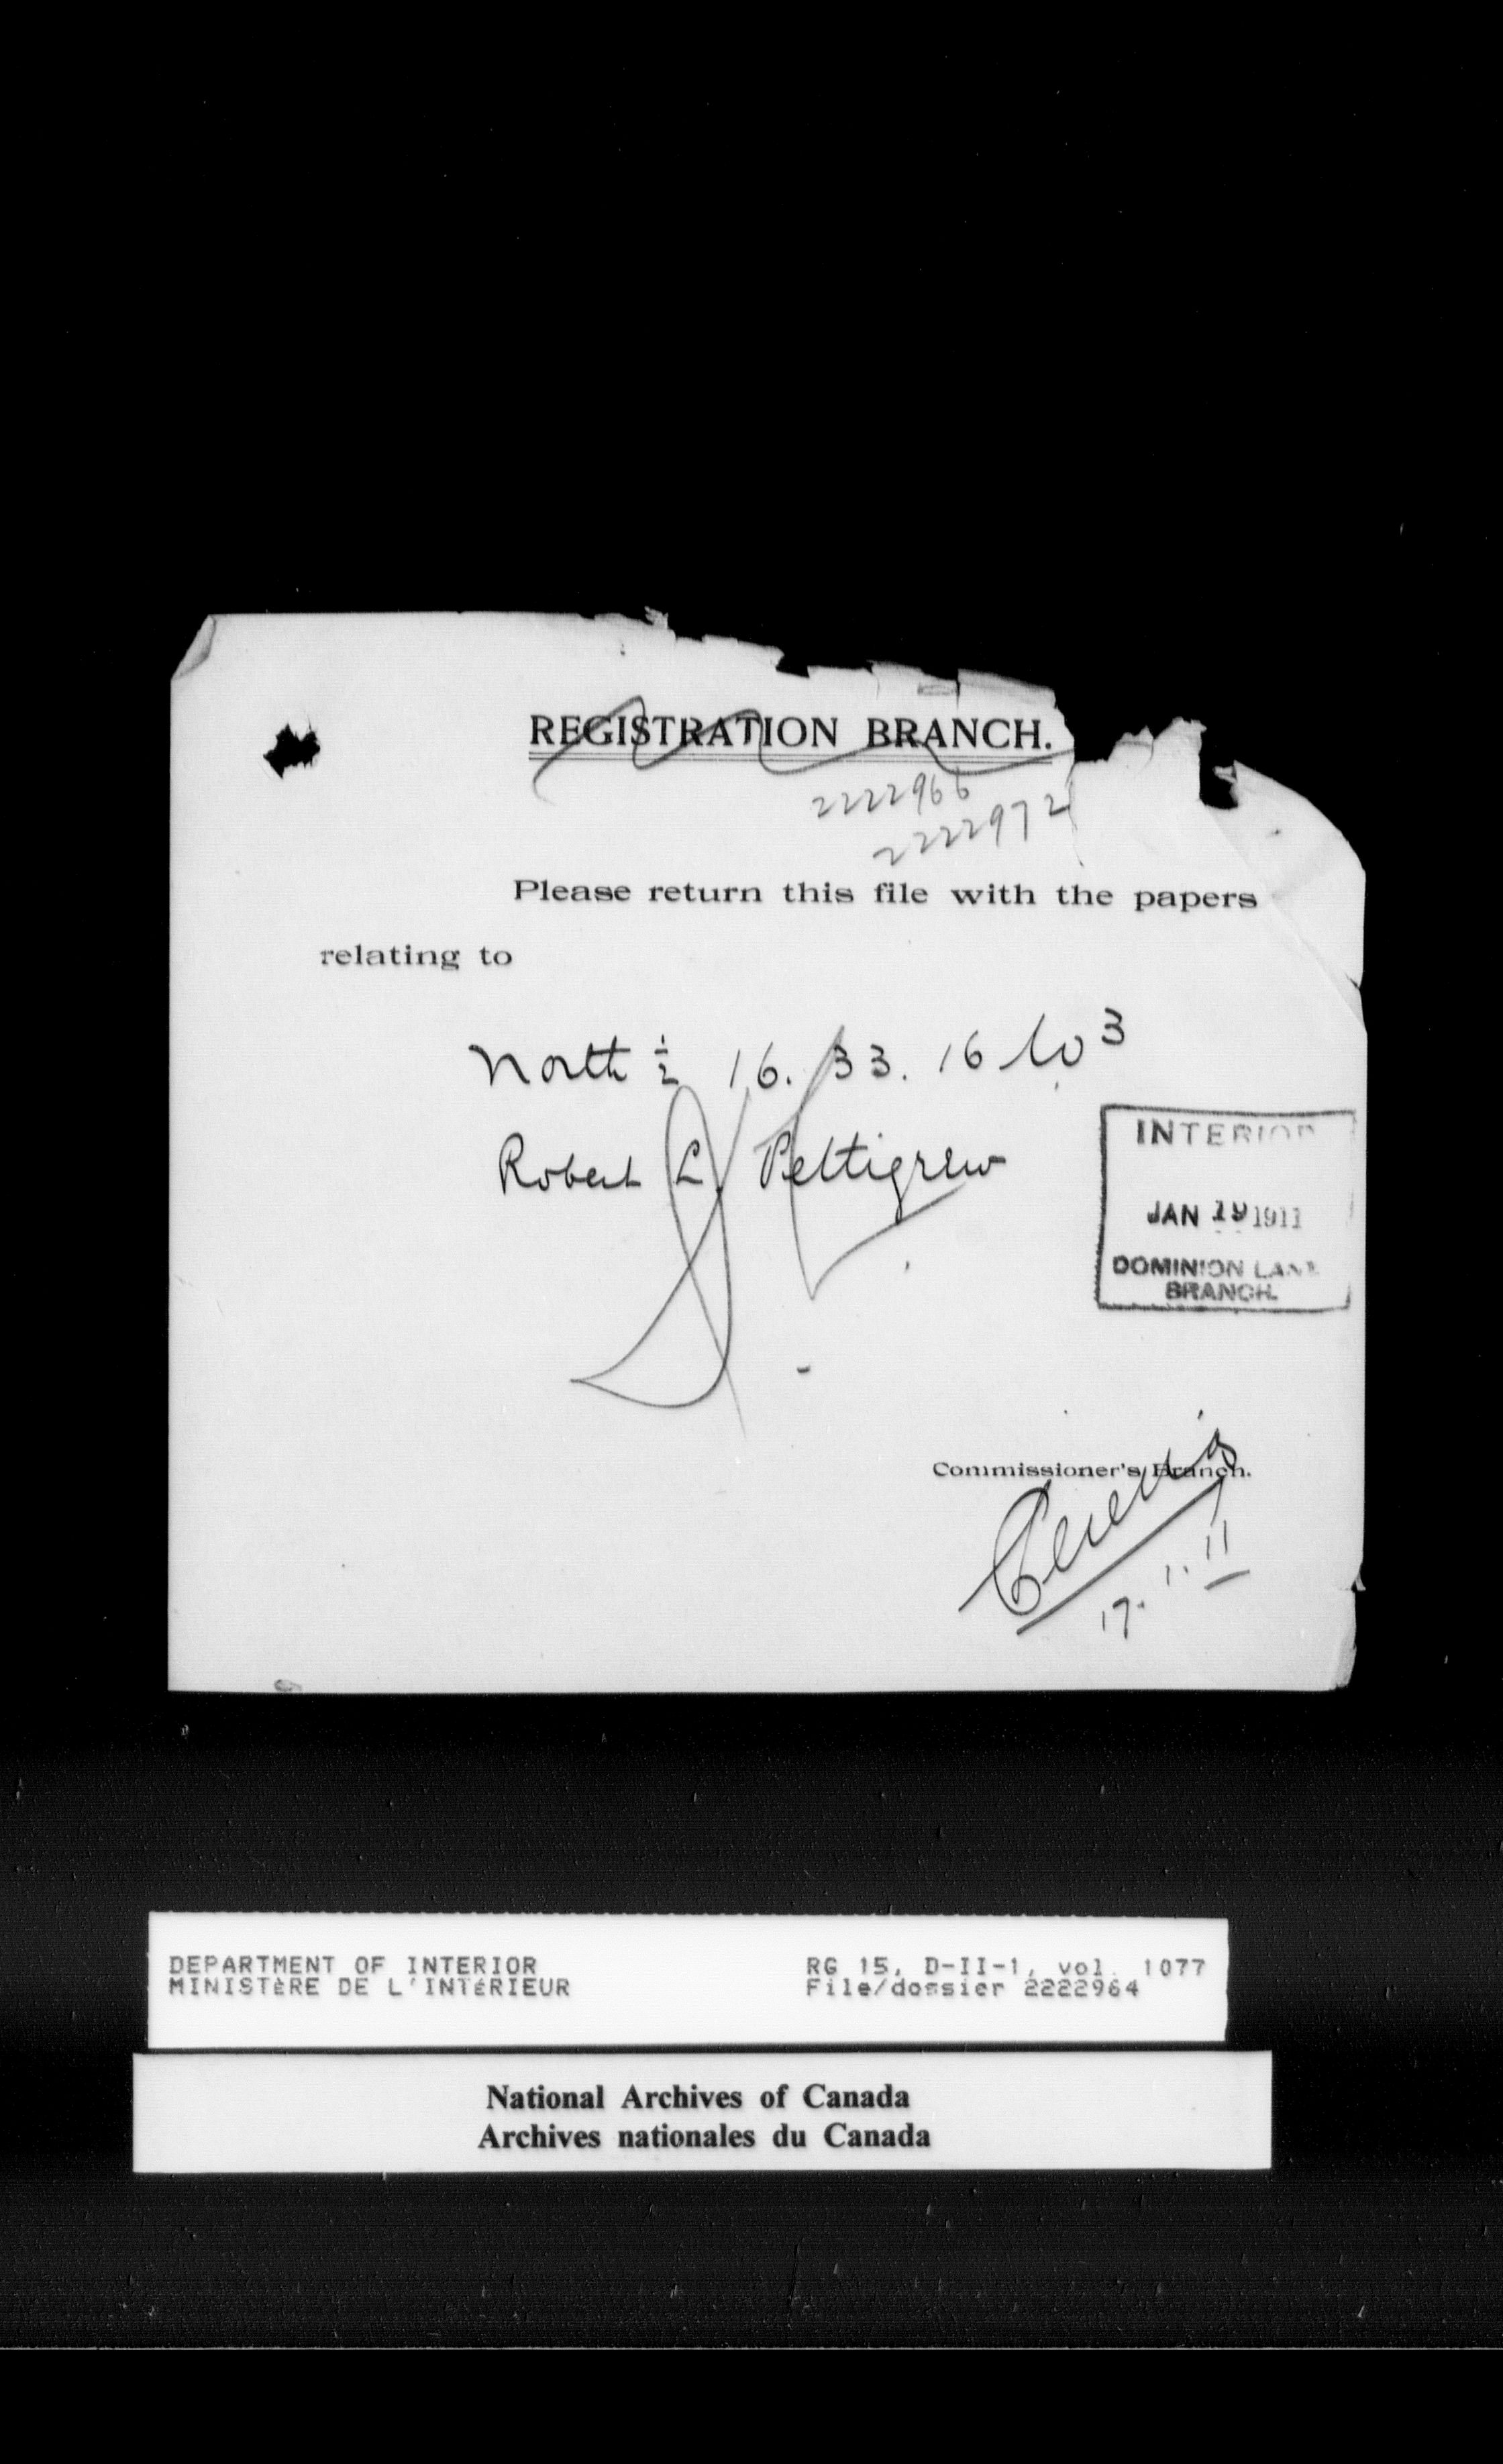 REGISTRATION BRANCH.
2222966
2222972
Please return this file with the papers
relating to
North ½ 16. 33. 16 W 3
Robert L. Pettigrew
INTERIOR
JAN 19 1911
DOMINION LAND
BRANCH.
Commissioner's Branch.
17. 1. 11
DEPARTMENT OF INTERIOR
MINISTÈRE DE L'INTÉRIEUR
RG 15, D-II-1, vol. 1077
File/dossier 2222964
National Archives of Canada
Archives nationales du Canada